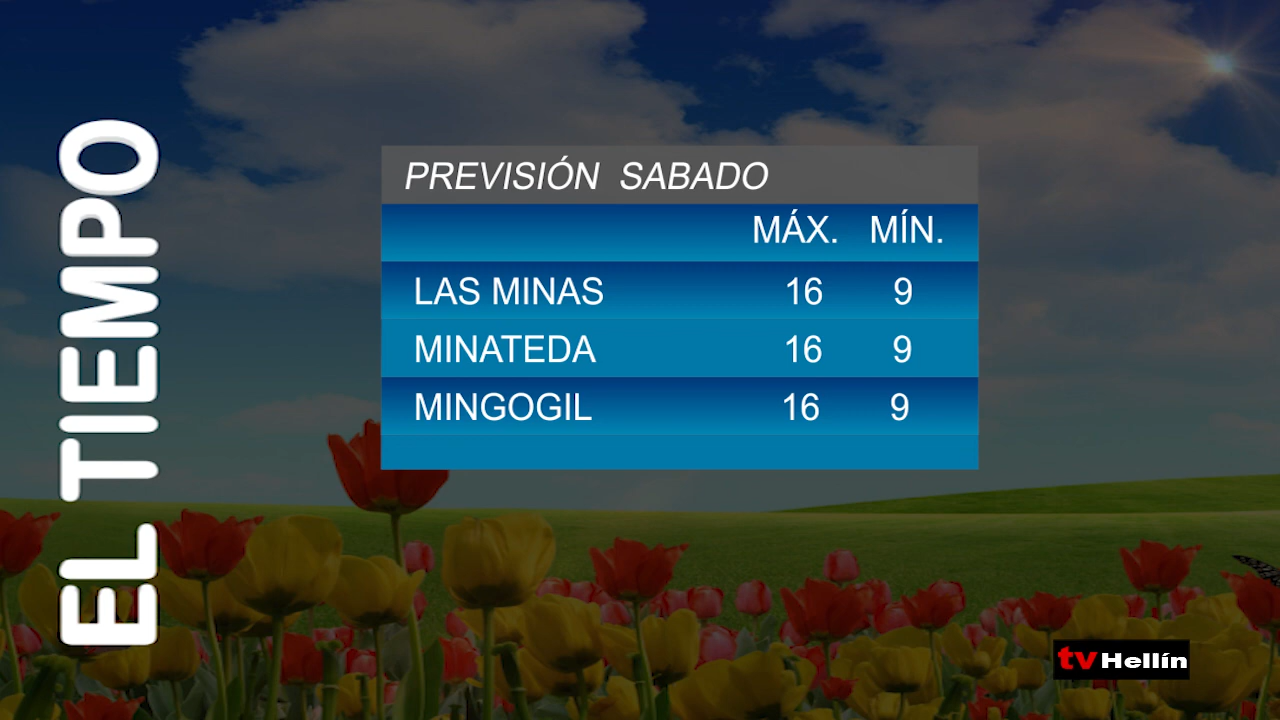 EL TIEMPO
PREVISIÓN SABADO
MÁX. MÍN.
LAS MINAS 16 9
MINATEDA 16 9
MINGOGIL 16 9
tv Hellín